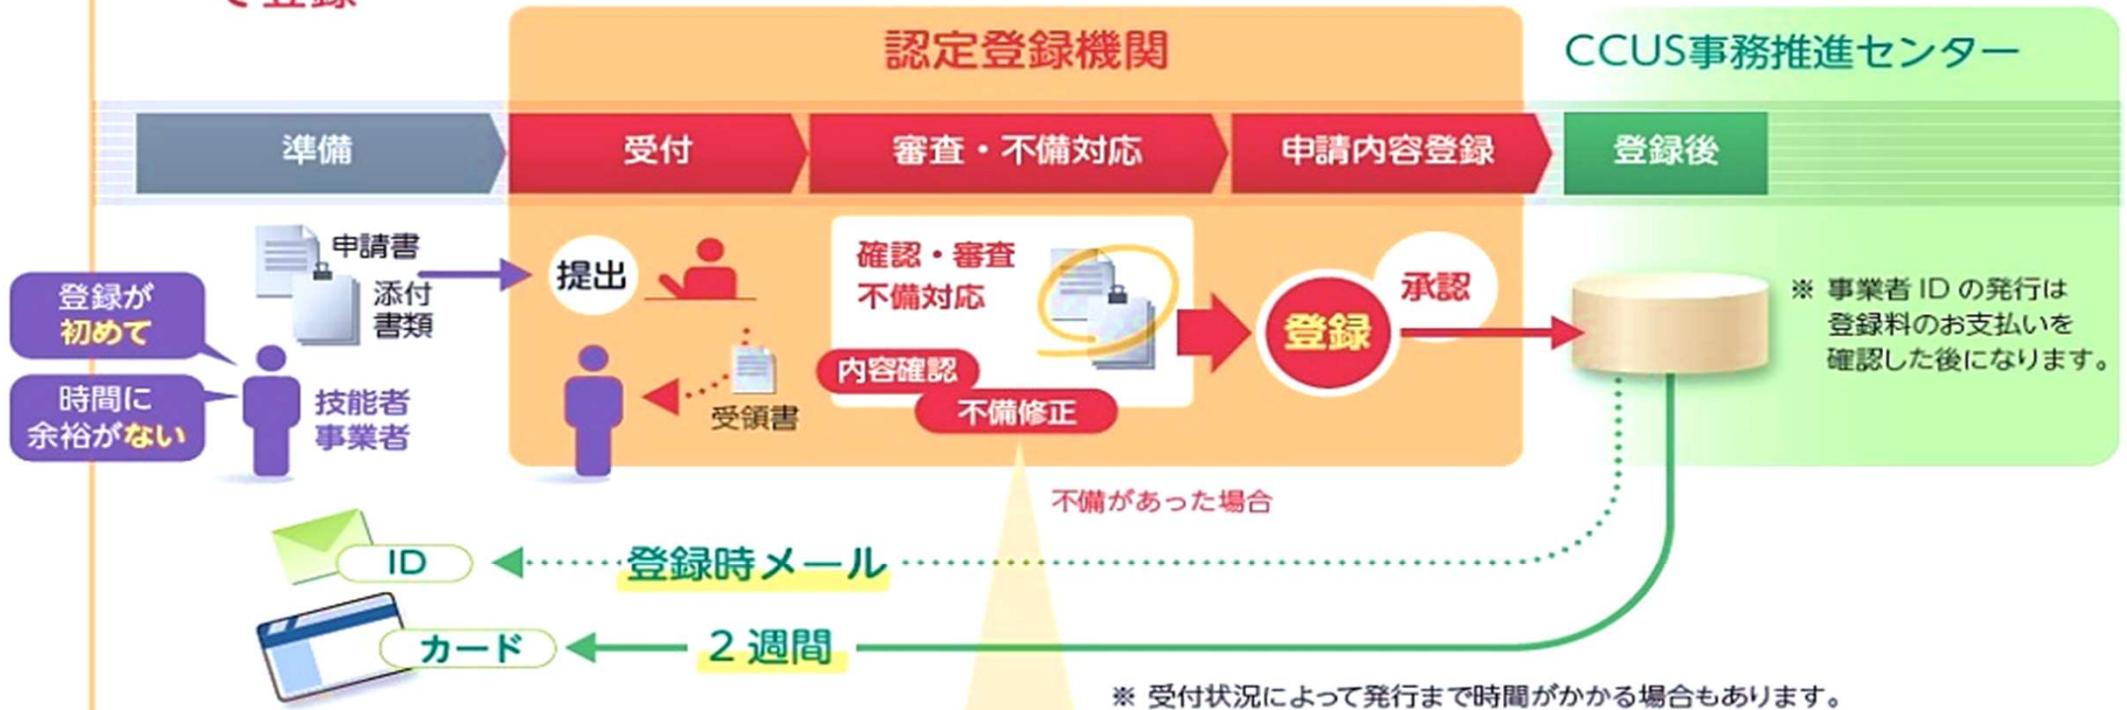 で登録
認定登録機関
CCUS事務推進センター
準備
受付
審査・不備対応
申請内容登録
登録後
申請書
添付
書類
登録が
初めて
時間に
余裕がない
技能者
事業者
提出
受領書
確認・審査
不備対応
内容確認
不備修正
登録
承認
※ 事業者 ID の発行は
登録料のお支払いを
確認した後になります。
不備があった場合
ID
登録時メール
カード
2 週間
※ 受付状況によって発行まで時間がかかる場合もあります。